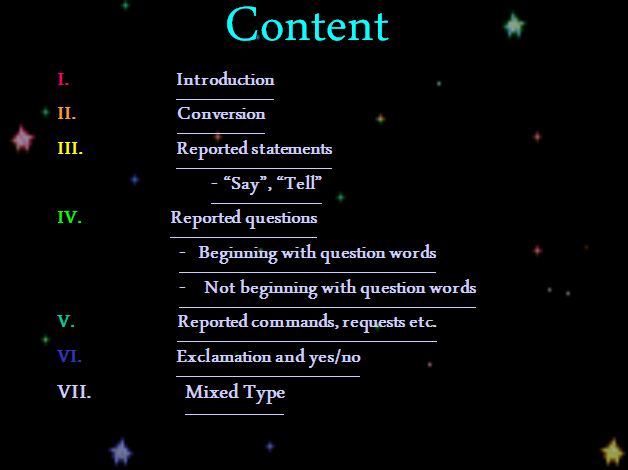 Content
I. Introduction
II. Conversion
III. Reported statements
- “Say”, “Tell”
IV. Reported questions
- Beginning with question words
- Not beginning with question words
V. Reported commands, requests etc.
VI. Exclamation and yes/no
VII. Mixed Type